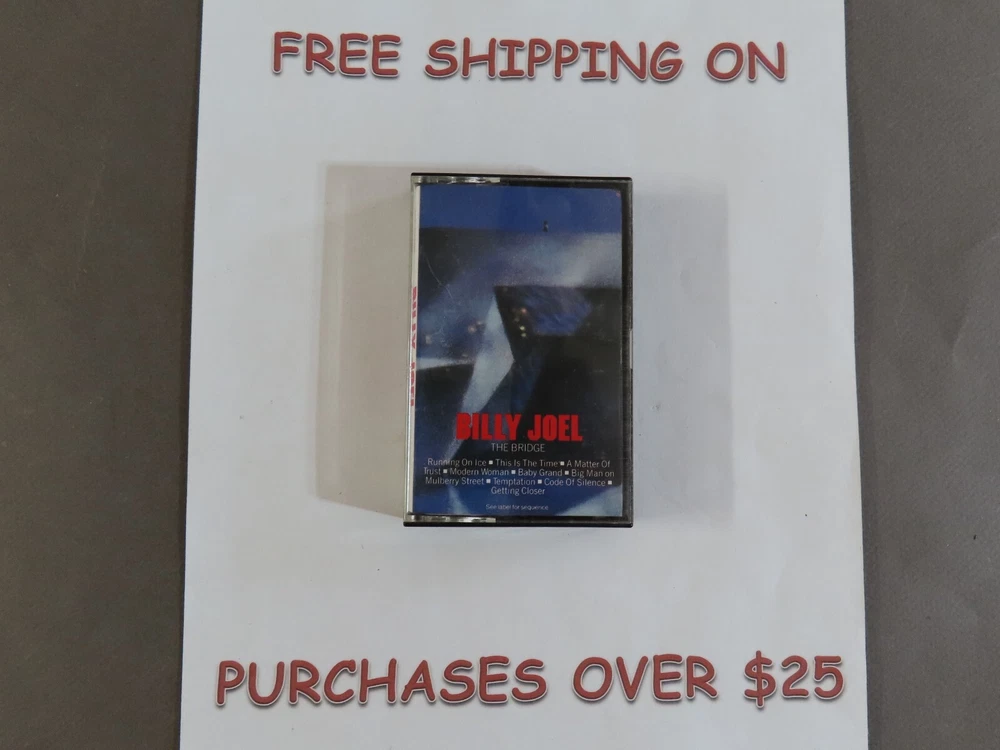 FREE SHIPPING ON
BILLY JOEL
THE BRIDGE
Running On Ice ■ This Is The Time ■ A Matter Of
Trust ■ Modern Woman ■ Baby Grand ■ Big Man on
Mulberry Street ■ Temptation ■ Code Of Silence ■
Getting Closer
See label for sequence
PURCHASES OVER $25